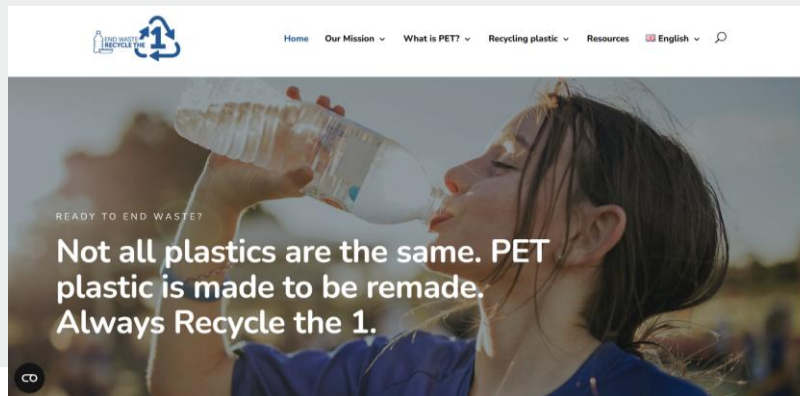 END WASTE
RECYCLE THE 1
Home
Our Mission
What is PET?
Recycling plastic
Resources
English
READY TO END WASTE?
Not all plastics are the same. PET
plastic is made to be remade.
Always Recycle the 1.